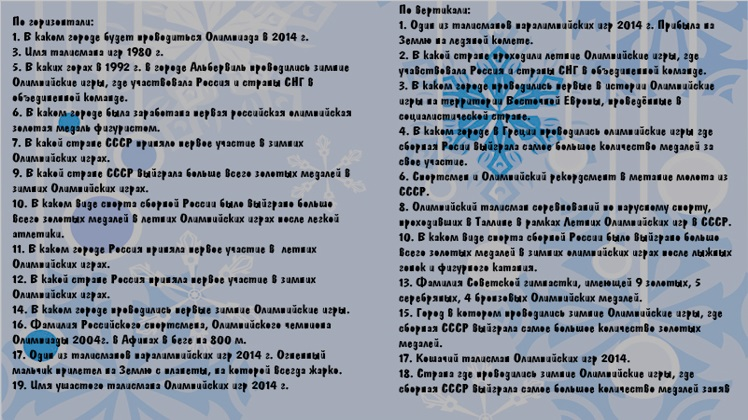 По горизонтали:
1. В каком городе будет проводиться Олимпиада в 2014 г.
3. Имя талисмана игр 1980 г.
5. В каких горах в 1992 г. в городе Альбервиль проводились зимние
Олимпийские игры, где участвовала Россия и страны СНГ в
объединенной команде.
6. В каком городе была заработана первая российская олимпийская
золотая медаль фигуристом.
7. В какой стране СССР приняло первое участие в зимних
Олимпийских играх.
9. В какой стране СССР выйграла больше Всего золотых медалей в
зимних Олимпийских играх.
10. В каком виде спорта сборной России было выйграно больше
всего золотых медалей в летних Олимпийских играх после легкой
атлетики.
11. В каком городе Россия приняла первое участие в летних
Олимпийских играх.
12. В какой стране Россия приняла первое участие в зимних
Олимпийских играх.
14. В каком городе проводились первые зимние Олимпийские игры.
16. Фамилия Российского спортсмена, Олимпийского чемпиона
Олимпиады 2004г. в Афинах в беге на 800 м.
17. Один из талисманов паралимпийских игр 2014 г. Огненный
мальчик прилетел на Землю с планеты, на которой всегда жарко.
19. Имя ушастого талисмана Олимпийских игр 2014 г.
По вертикали:
1. Один из талисманов паралимпийских игр 2014 г. Прибыла на
Землю на ледяной комете.
2. В какой стране проходили летние Олимпийские игры, где
участвовала Россия и страны СНГ в объединенной команде.
3. В каком городе проводились первые в истории Олимпийские
игры на территории Восточной Европы, проведённые в
социалистической стране.
4. В каком городе в Греции проводились олимпийские игры где
сборная Росии выйграла самое большое количество медалей за
свое участие.
6. Спортсмен и Олимпийский рекордсмент в метание молота из
СССР.
8. Олимпийский талисман соревнований по парусному спорту,
проходивших в Таллине в рамках Летних Олимпийских игр в СССР.
10. В каком виде спорта сборной России было выйграно больше
всего золотых медалей в зимних олимпийских играх после лыжных
гонок и фигурного катания.
13. Фамилия Советской гимнастки, имеющей 9 золотых, 5
серебряных, 4 бронзовых Олимпийских медалей.
15. Город в котором проводились зимние Олимпийские игры, где
сборная СССР выйграла самое большое количество золотых
медалей.
17. Кошачий талисман Олимпийских игр 2014.
18. Страна где проводились зимние Олимпийские игры, где
сборная СССР выйграла самое большое количество медалей заняв